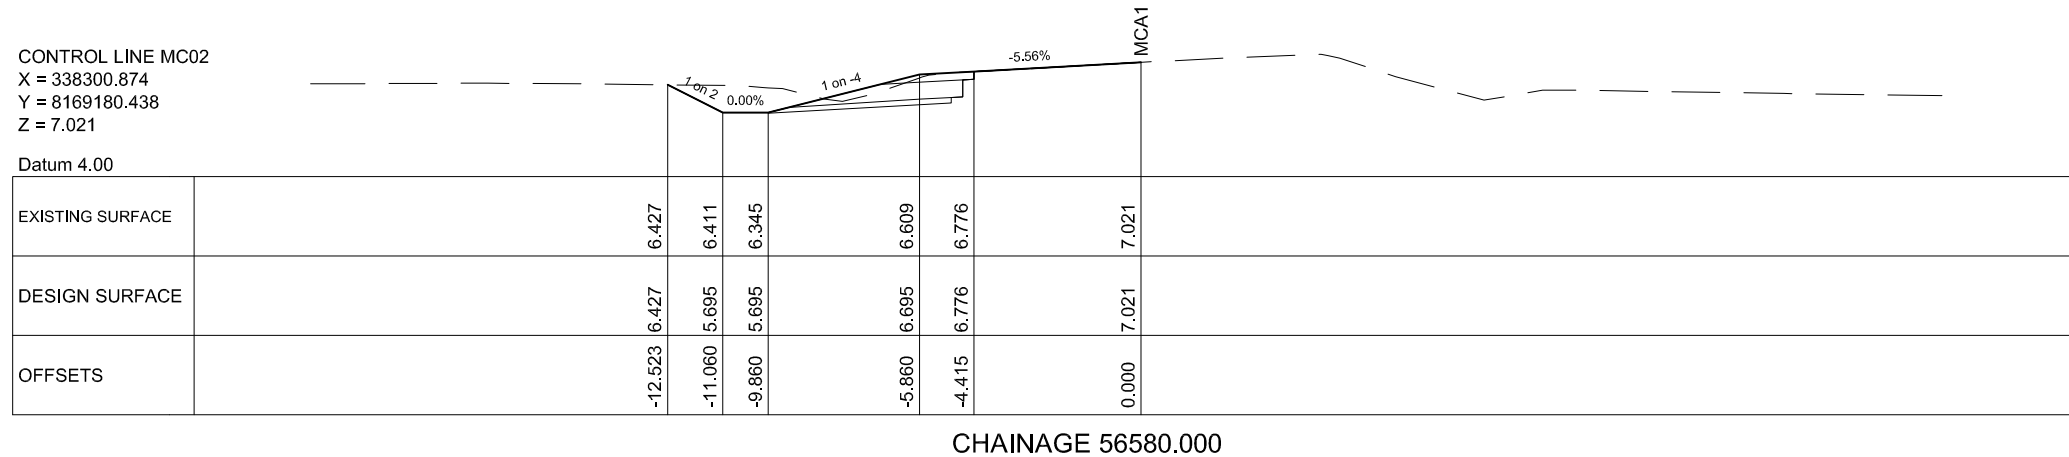 MCA1
CONTROL LINE MC02
X = 338300.874
Y = 8169180.438
Z = 7.021
-5.56%
1 on -4
1 on 2
0.00%
Datum 4.00
EXISTING SURFACE 6.427 6.411 6.345 6.609 6.776 7.021
DESIGN SURFACE 6.427 5.695 5.695 6.695 6.776 7.021
OFFSETS -12.523 -11.060 -9.860 -5.860 -4.415 0.000
CHAINAGE 56580.000